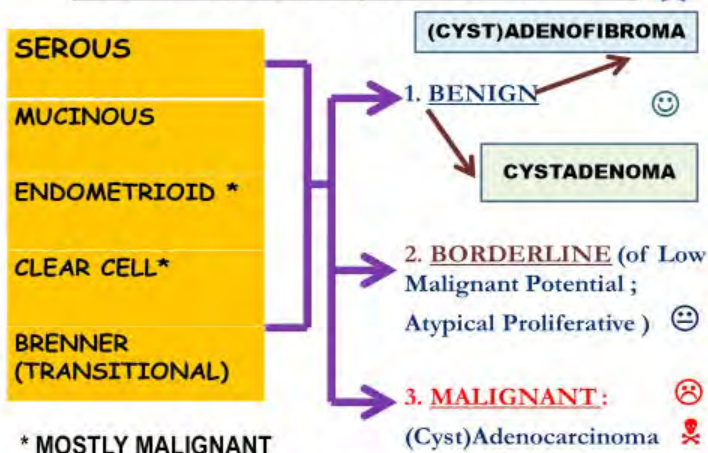 SEROUS
MUCINOUS
ENDOMETRIOID *
CLEAR CELL*
BRENNER
(TRANSITIONAL)
* MOSTLY MALIGNANT
(CYST)ADENOFIBROMA
1. BENIGN
CYSTADENOMA
2. BORDERLINE (of Low
Malignant Potential ;
Atypical Proliferative )
3. MALIGNANT :
(Cyst)Adenocarcinoma